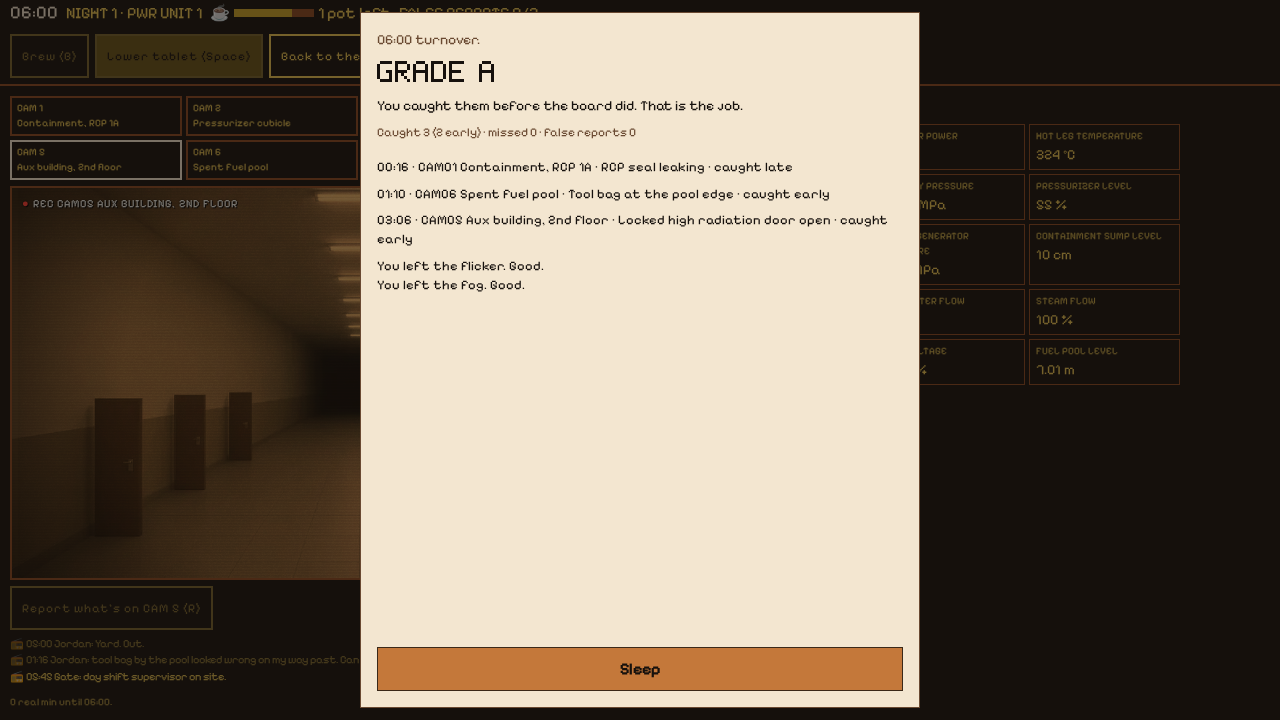 06:00 NIGHT 1 · PWR UNIT 1 ☕ 1 pot left
Brew (B)
Lower tablet (Space)
Back to the
CAM 1
Containment, RCP 1A
CAM 2
Pressurizer cubicle
CAM 5
Aux building, 2nd floor
CAM 6
Spent fuel pool
REC CAM05 AUX BUILDING, 2ND FLOOR
Report what's on CAM 5 (R)
05:00 Jordan: Yard. Out.
01:16 Jordan: tool bag by the pool looked wrong on my way past.
05:45 Gate: day shift supervisor on site.
0 real min until 06:00.
06:00 turnover.
GRADE A
You caught them before the board did. That is the job.
Caught 3 (2 early) · missed 0 · false reports 0
00:16 · CAM01 Containment, RCP 1A · RCP seal leaking · caught late
01:10 · CAM06 Spent fuel pool · Tool bag at the pool edge · caught early
03:06 · CAM05 Aux building, 2nd floor · Locked high radiation door open · caught
early
You left the flicker. Good.
You left the fog. Good.
Sleep
POWER
HOT LEG TEMPERATURE
324 °C
PRESSURE
MPa
PRESSURIZER LEVEL
55 %
CONTAINMENT SUMP LEVEL
10 cm
FLOW
STEAM FLOW
100 %
%
FUEL POOL LEVEL
7.01 m